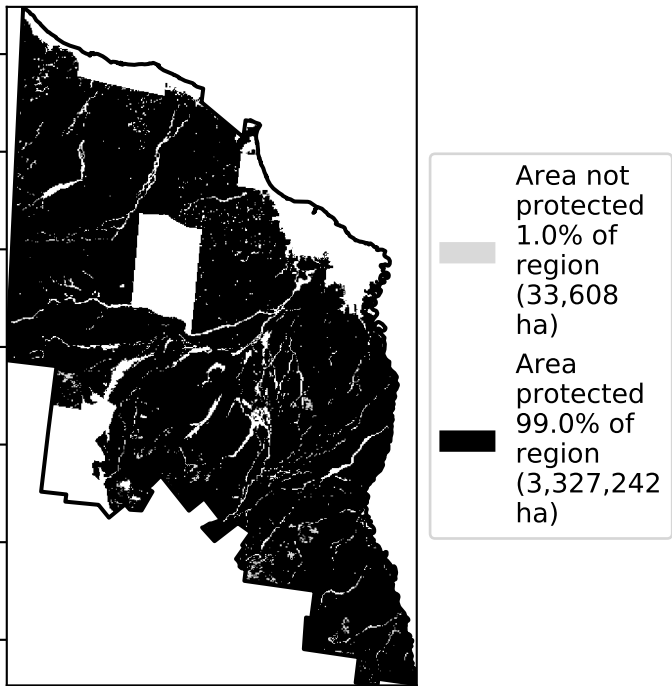 Area not
protected
1.0% of
region
(33,608
ha)
Area
protected
99.0% of
region
(3,327,242
ha)